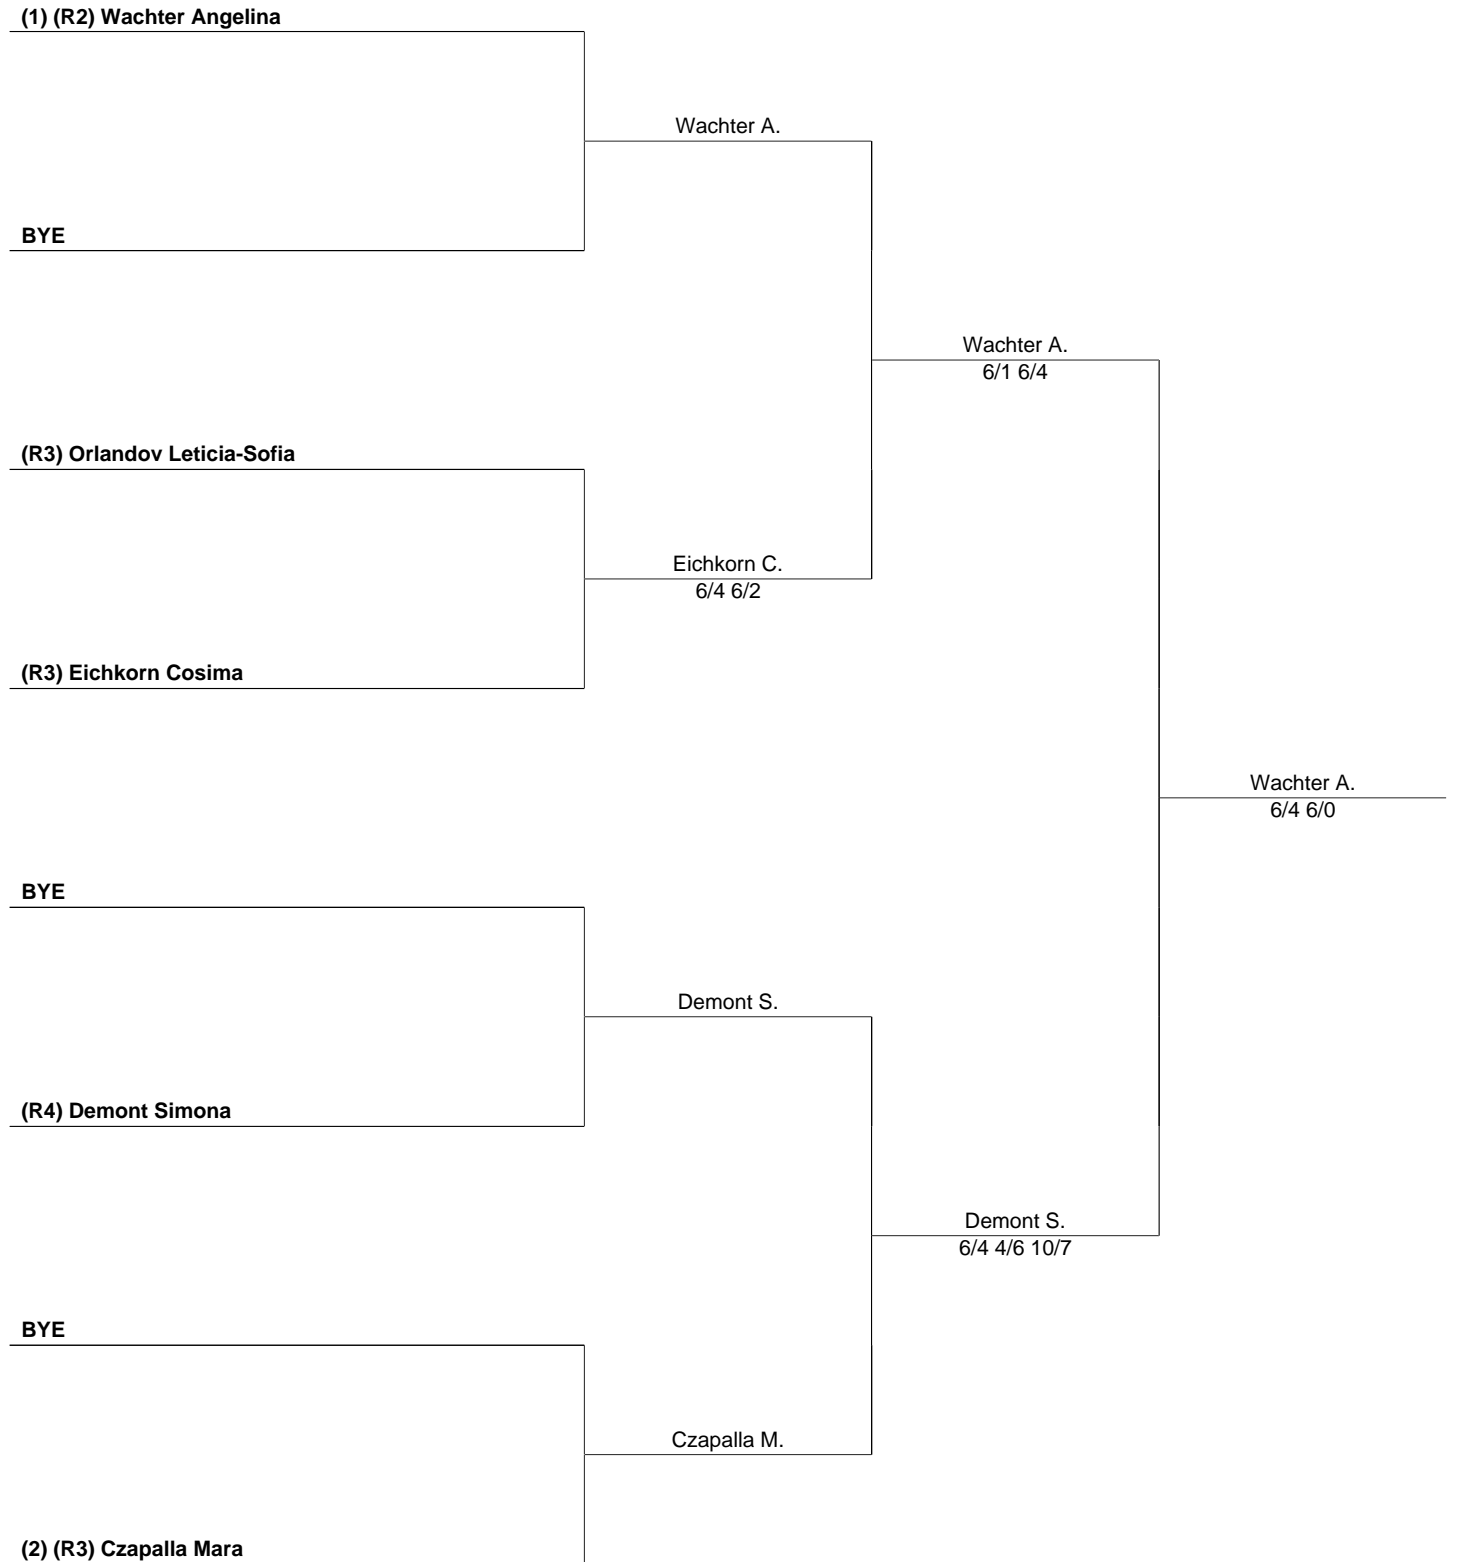 (1) (R2) Wachter Angelina
Wachter A.
BYE
Wachter A.
6/1 6/4
(R3) Orlandov Leticia-Sofia
Eichkorn C.
6/4 6/2
(R3) Eichkorn Cosima
Wachter A.
6/4 6/0
BYE
Demont S.
(R4) Demont Simona
Demont S.
6/4 4/6 10/7
BYE
Czapalla M.
(2) (R3) Czapalla Mara